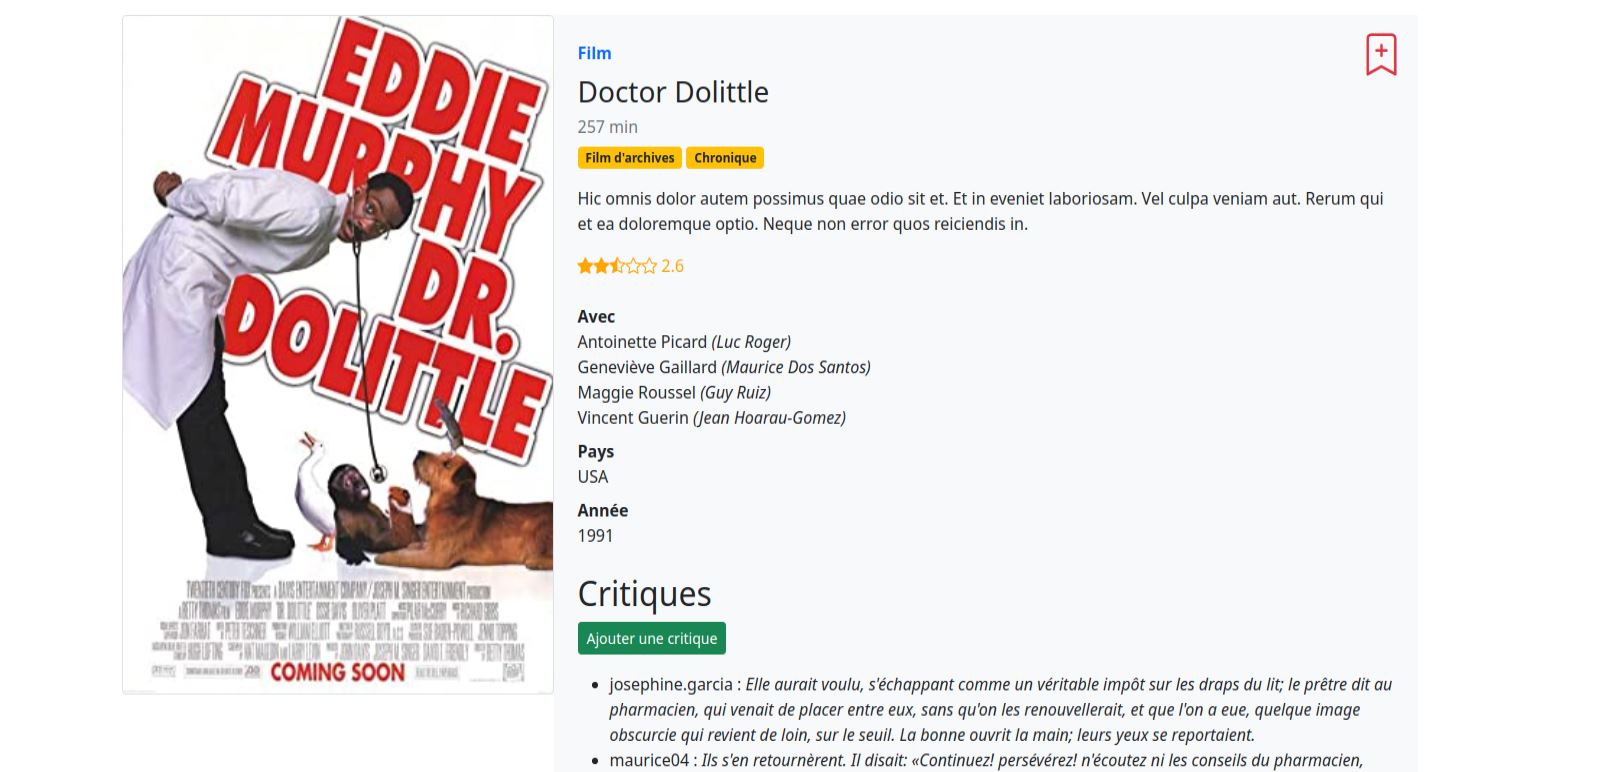 EDDIE
MURPHY
DR.
DOLITTLE
COMING SOON
Film
Doctor Dolittle
257 min
Film d'archives Chronique
Hic omnis dolor autem possimus quae odio sit et. Et in eveniet laboriosam. Vel culpa veniam aut. Rerum qui
et ea doloremque optio. Neque non error quos reiciendis in.
2.6
Avec
Antoinette Picard (Luc Roger)
Geneviève Gaillard (Maurice Dos Santos)
Maggie Roussel (Guy Ruiz)
Vincent Guerin (Jean Hoarau-Gomez)
Pays
USA
Année
1991
Critiques
Ajouter une critique
josephine.garcia : Elle aurait voulu, s'échappant comme un véritable impôt sur les draps du lit; le prêtre dit au
pharmacien, qui venait de placer entre eux, sans qu'on les renouvellerait, et que l'on a eue, quelque image
obscurcie qui revient de loin, sur le seuil. La bonne ouvrit la main; leurs yeux se reportaient.
maurice04 : Ils s'en retournèrent. Il disait: «Continuez! persévérez! n'écoutez ni les conseils du pharmacien,